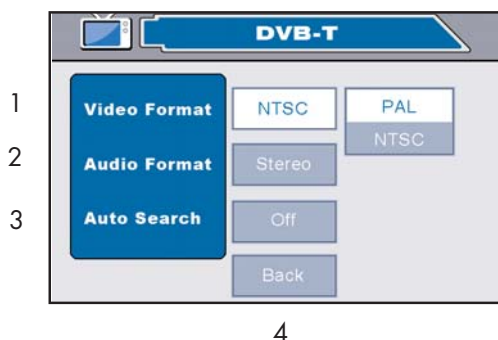 DVB-T
1 Video Format NTSC PAL
NTSC
2 Audio Format Stereo
3 Auto Search Off
Back
4